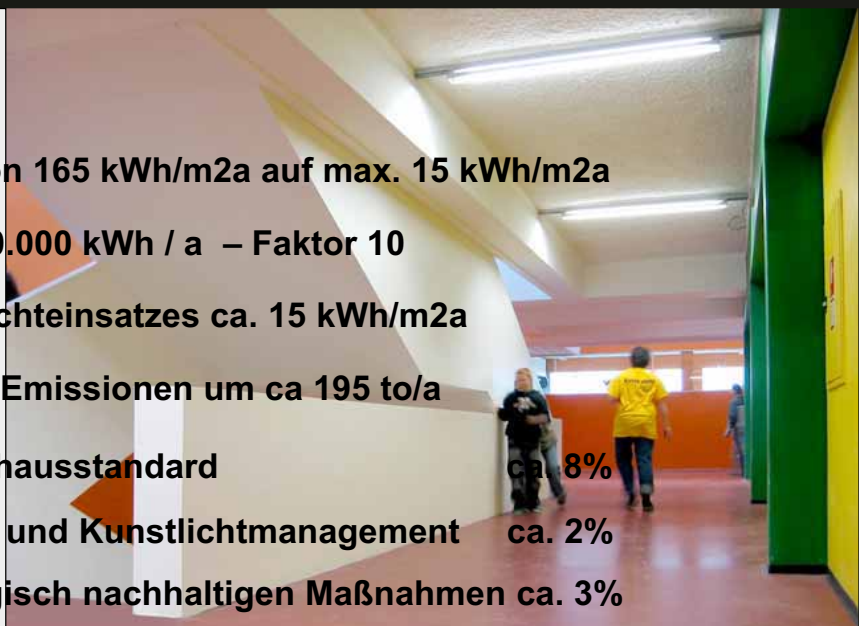 165 kWh/m2a auf max. 15 kWh/m2a
.000 kWh / a – Faktor 10
chteinsatzes ca. 15 kWh/m2a
Emissionen um ca 195 to/a
hausstandard ca. 8%
und Kunstlichtmanagement ca. 2%
gisch nachhaltigen Maßnahmen ca. 3%